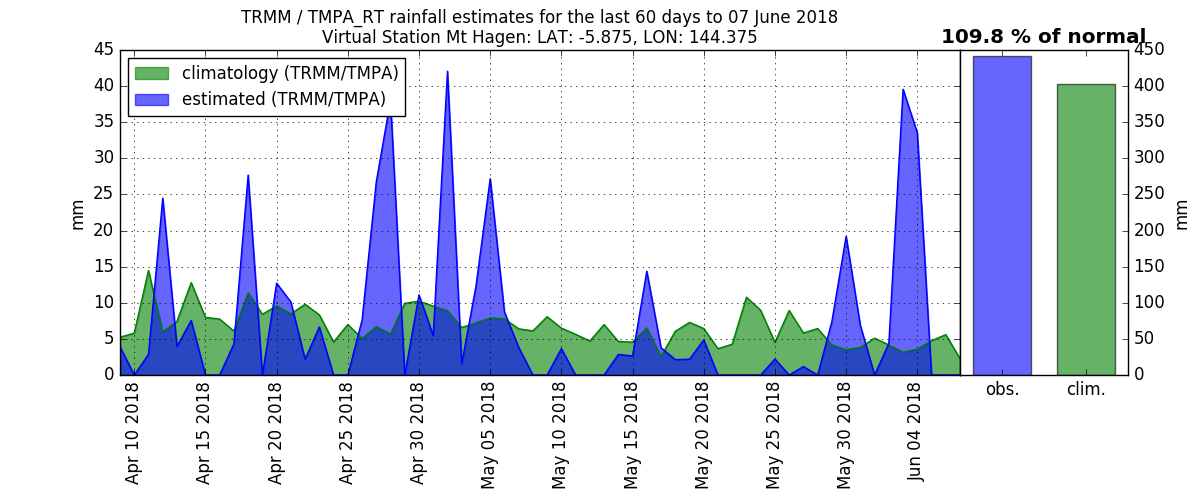 TRMM / TMPA_RT rainfall estimates for the last 60 days to 07 June 2018
Virtual Station Mt Hagen: LAT: -5.875, LON: 144.375
109.8 % of normal
climatology (TRMM/TMPA)
estimated (TRMM/TMPA)
45
40
35
30
25
20
15
10
5
0
mm
Apr 10 2018
Apr 15 2018
Apr 20 2018
Apr 25 2018
Apr 30 2018
May 05 2018
May 10 2018
May 15 2018
May 20 2018
May 25 2018
May 30 2018
Jun 04 2018
450
400
350
300
250
200
150
100
50
0
mm
obs.
clim.